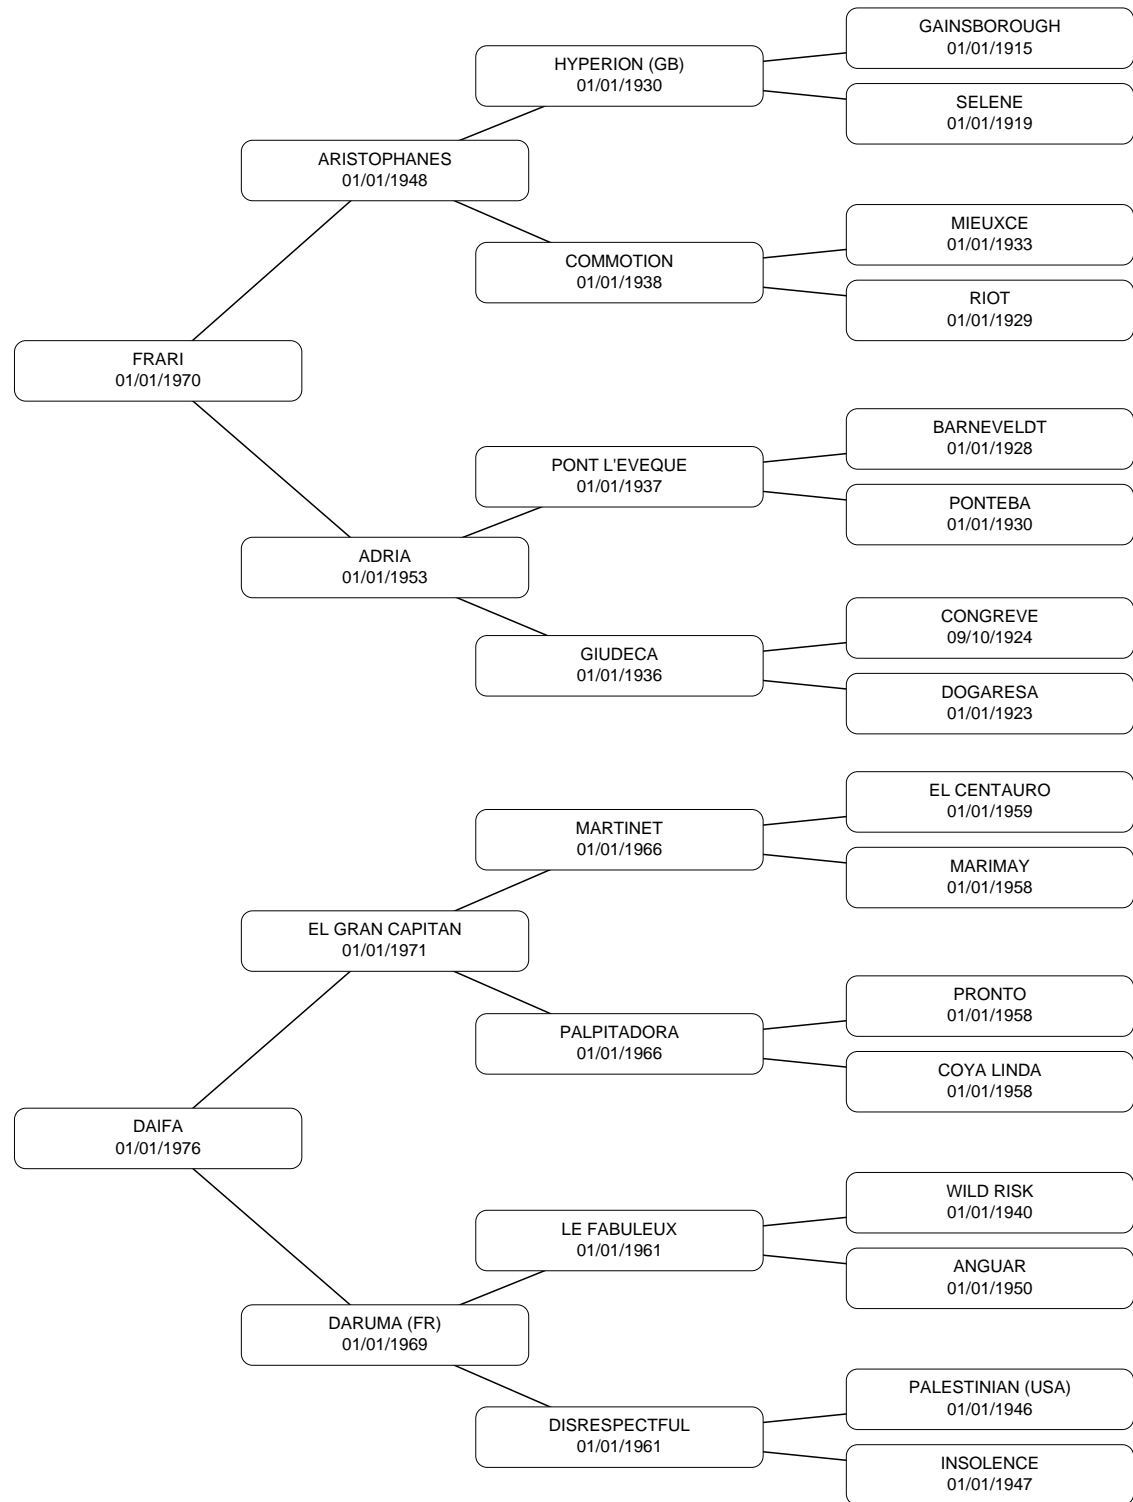 GAINSBOROUGH
01/01/1915
HYPERION (GB)
01/01/1930
SELENE
01/01/1919
ARISTOPHANES
01/01/1948
MIEUXCE
01/01/1933
COMMOTION
01/01/1938
RIOT
01/01/1929
FRARI
01/01/1970
BARNEVELDT
01/01/1928
PONT L'EVEQUE
01/01/1937
PONTEBA
01/01/1930
ADRIA
01/01/1953
CONGREVE
09/10/1924
GIUDECA
01/01/1936
DOGARESA
01/01/1923
EL CENTAURO
01/01/1959
MARTINET
01/01/1966
MARIMAY
01/01/1958
EL GRAN CAPITAN
01/01/1971
PRONTO
01/01/1958
PALPITADORA
01/01/1966
COYA LINDA
01/01/1958
DAIFA
01/01/1976
WILD RISK
01/01/1940
LE FABULEUX
01/01/1961
ANGUAR
01/01/1950
DARUMA (FR)
01/01/1969
PALESTINIAN (USA)
01/01/1946
DISRESPECTFUL
01/01/1961
INSOLENCE
01/01/1947